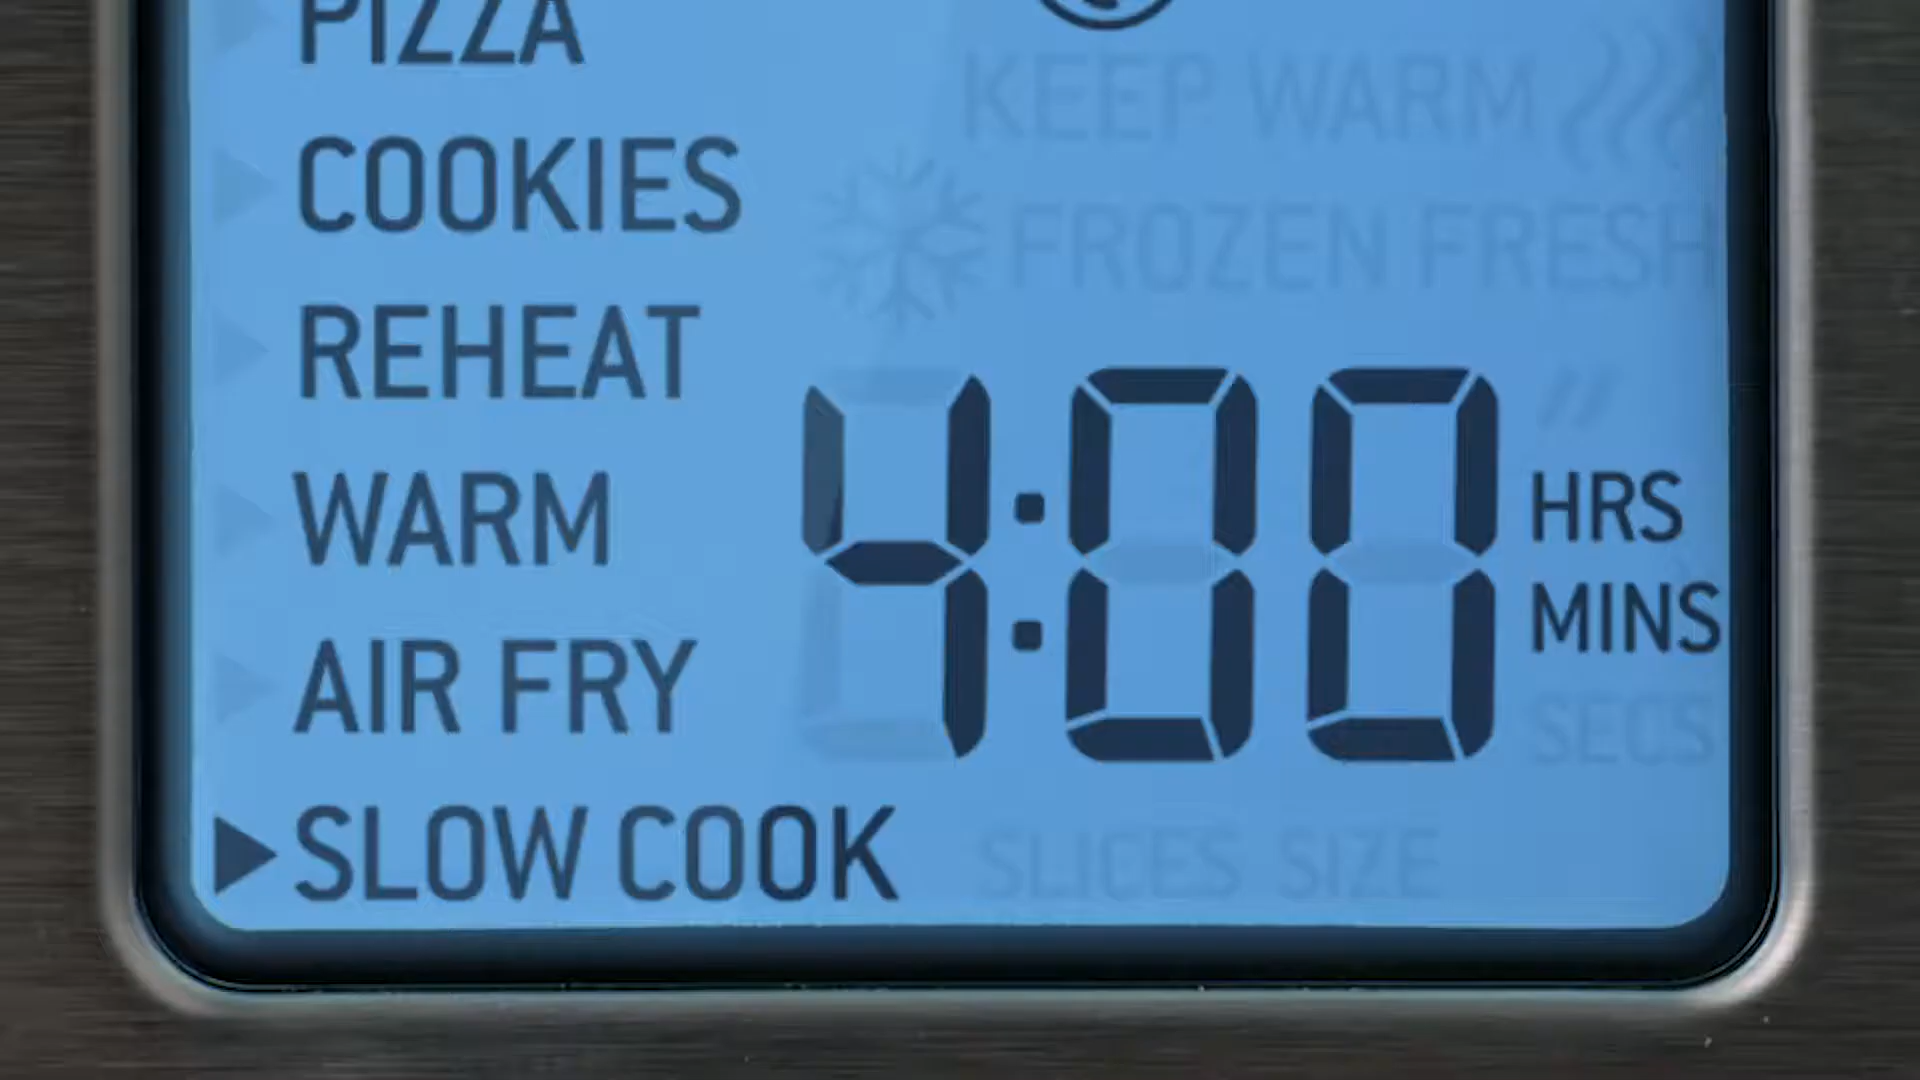 PIZZA
KEEP WARM
COOKIES
FROZEN FRESH
REHEAT
WARM
4:00 HRS
MINS
AIR FRY
SECS
SLOW COOK
SLICES SIZE